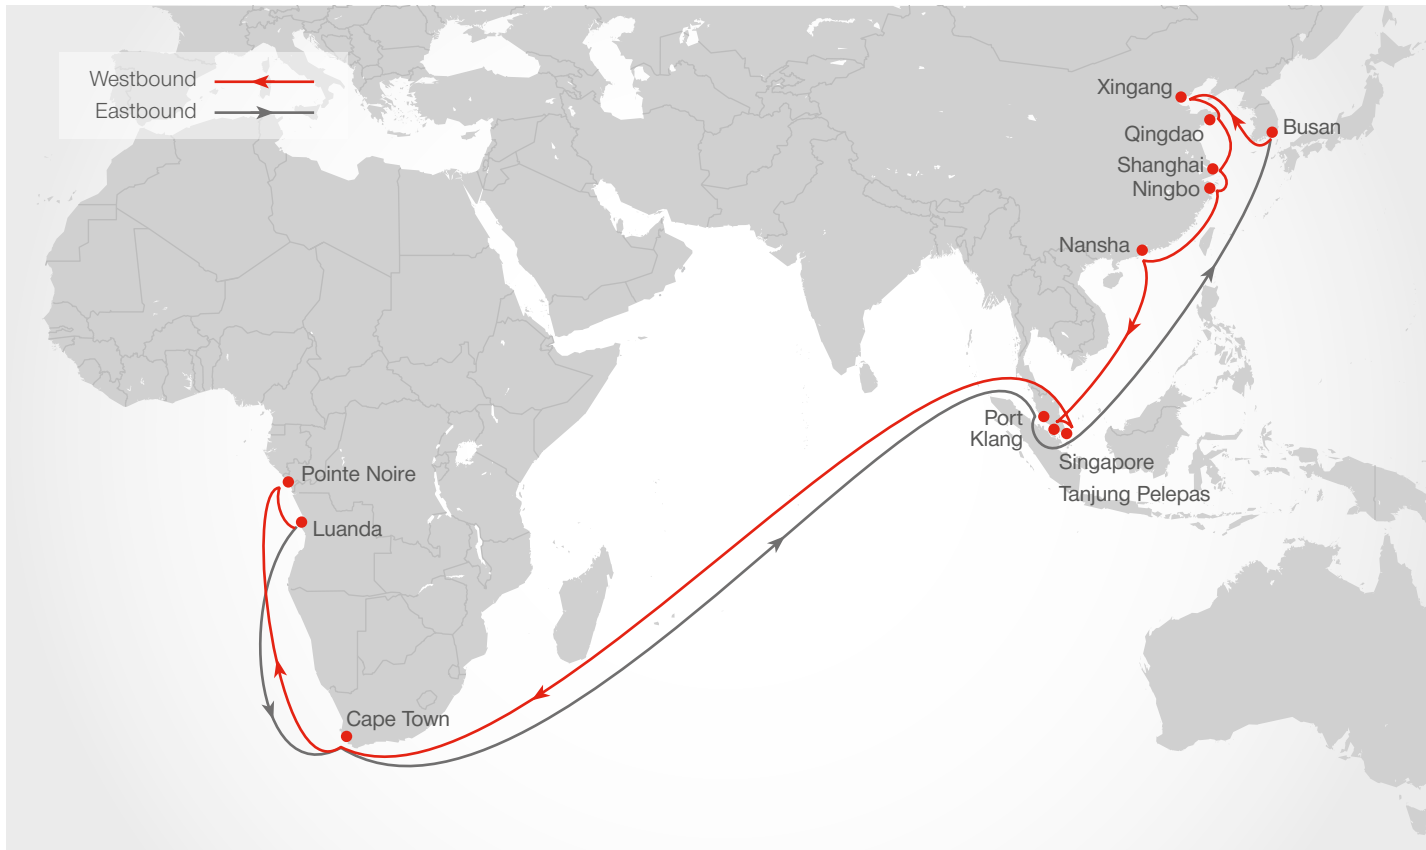 Westbound
Eastbound
Xingang
Qingdao
Busan
Shanghai
Ningbo
Nansha
Port
Klang
Singapore
Tanjung Pelepas
Pointe Noire
Luanda
Cape Town